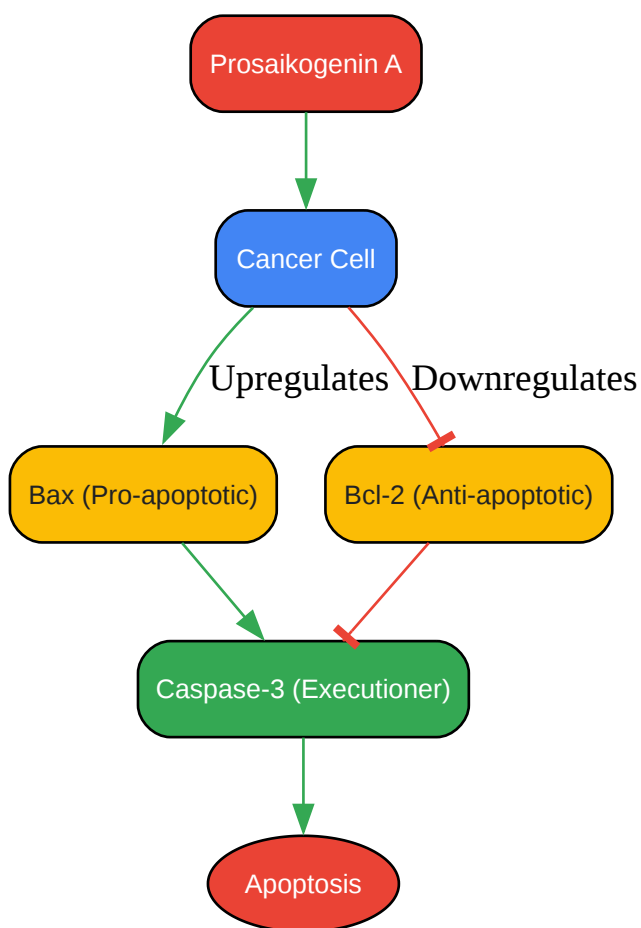 Prosaikogenin A
Cancer Cell
Upregulates
Downregulates
Bax (Pro-apoptotic)
Bcl-2 (Anti-apoptotic)
Caspase-3 (Executioner)
Apoptosis